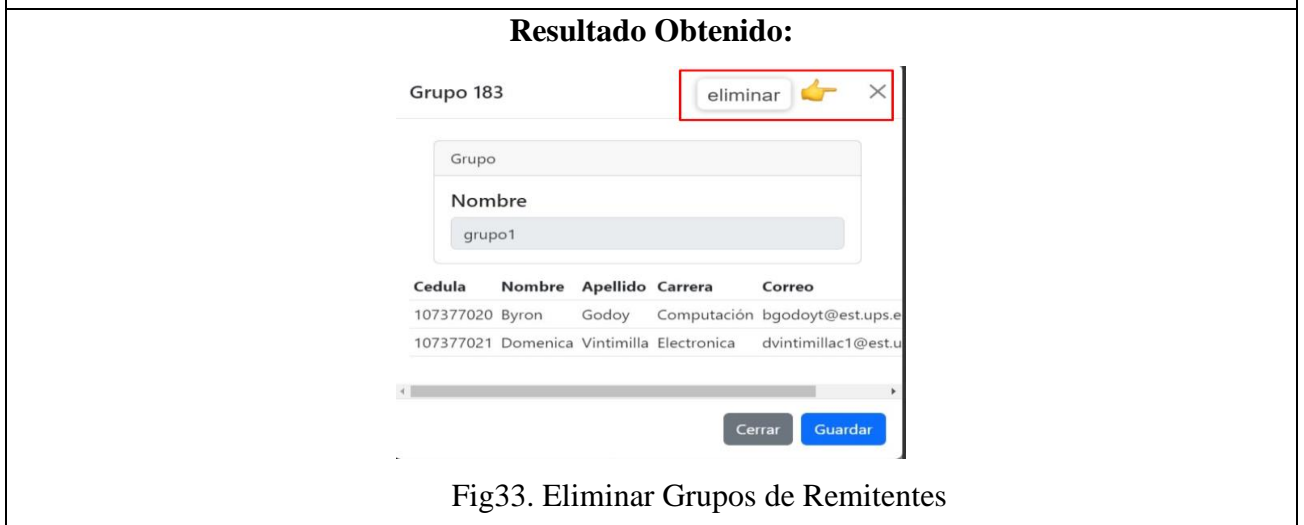 Resultado Obtenido:
Grupo 183 eliminar
Grupo
Nombre
grupo1
Cedula Nombre Apellido Carrera Correo
107377020 Byron Godoy Computación bgodoyt@est.ups.e
107377021 Domenica Vintimilla Electronica dvintimillac1@est.u
Cerrar Guardar
Fig33. Eliminar Grupos de Remitentes